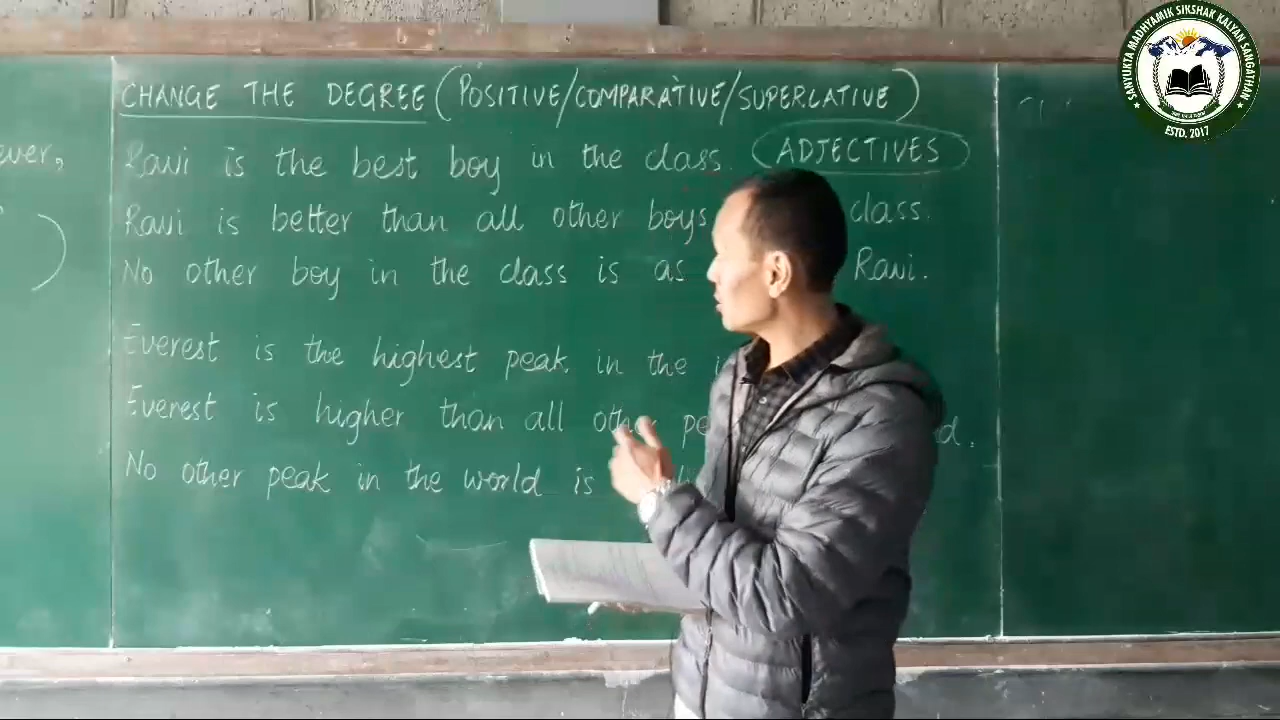 SANYUKTA MADHYAMIK SIKSHAK KALYAN SANGATHAN
ESTD. 2017
CHANGE THE DEGREE (POSITIVE/COMPARATIVE/SUPERLATIVE)
ever,
Ravi is the best boy in the class. ADJECTIVES
Ravi is better than all other boys class.
No other boy in the class is as Ravi.
Everest is the highest peak in the
Everest is higher than all other
No other peak in the world is